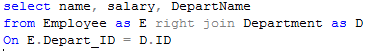 select name, salary, DepartName
from Employee as E right join Department as D
On E.Depart_ID = D.ID